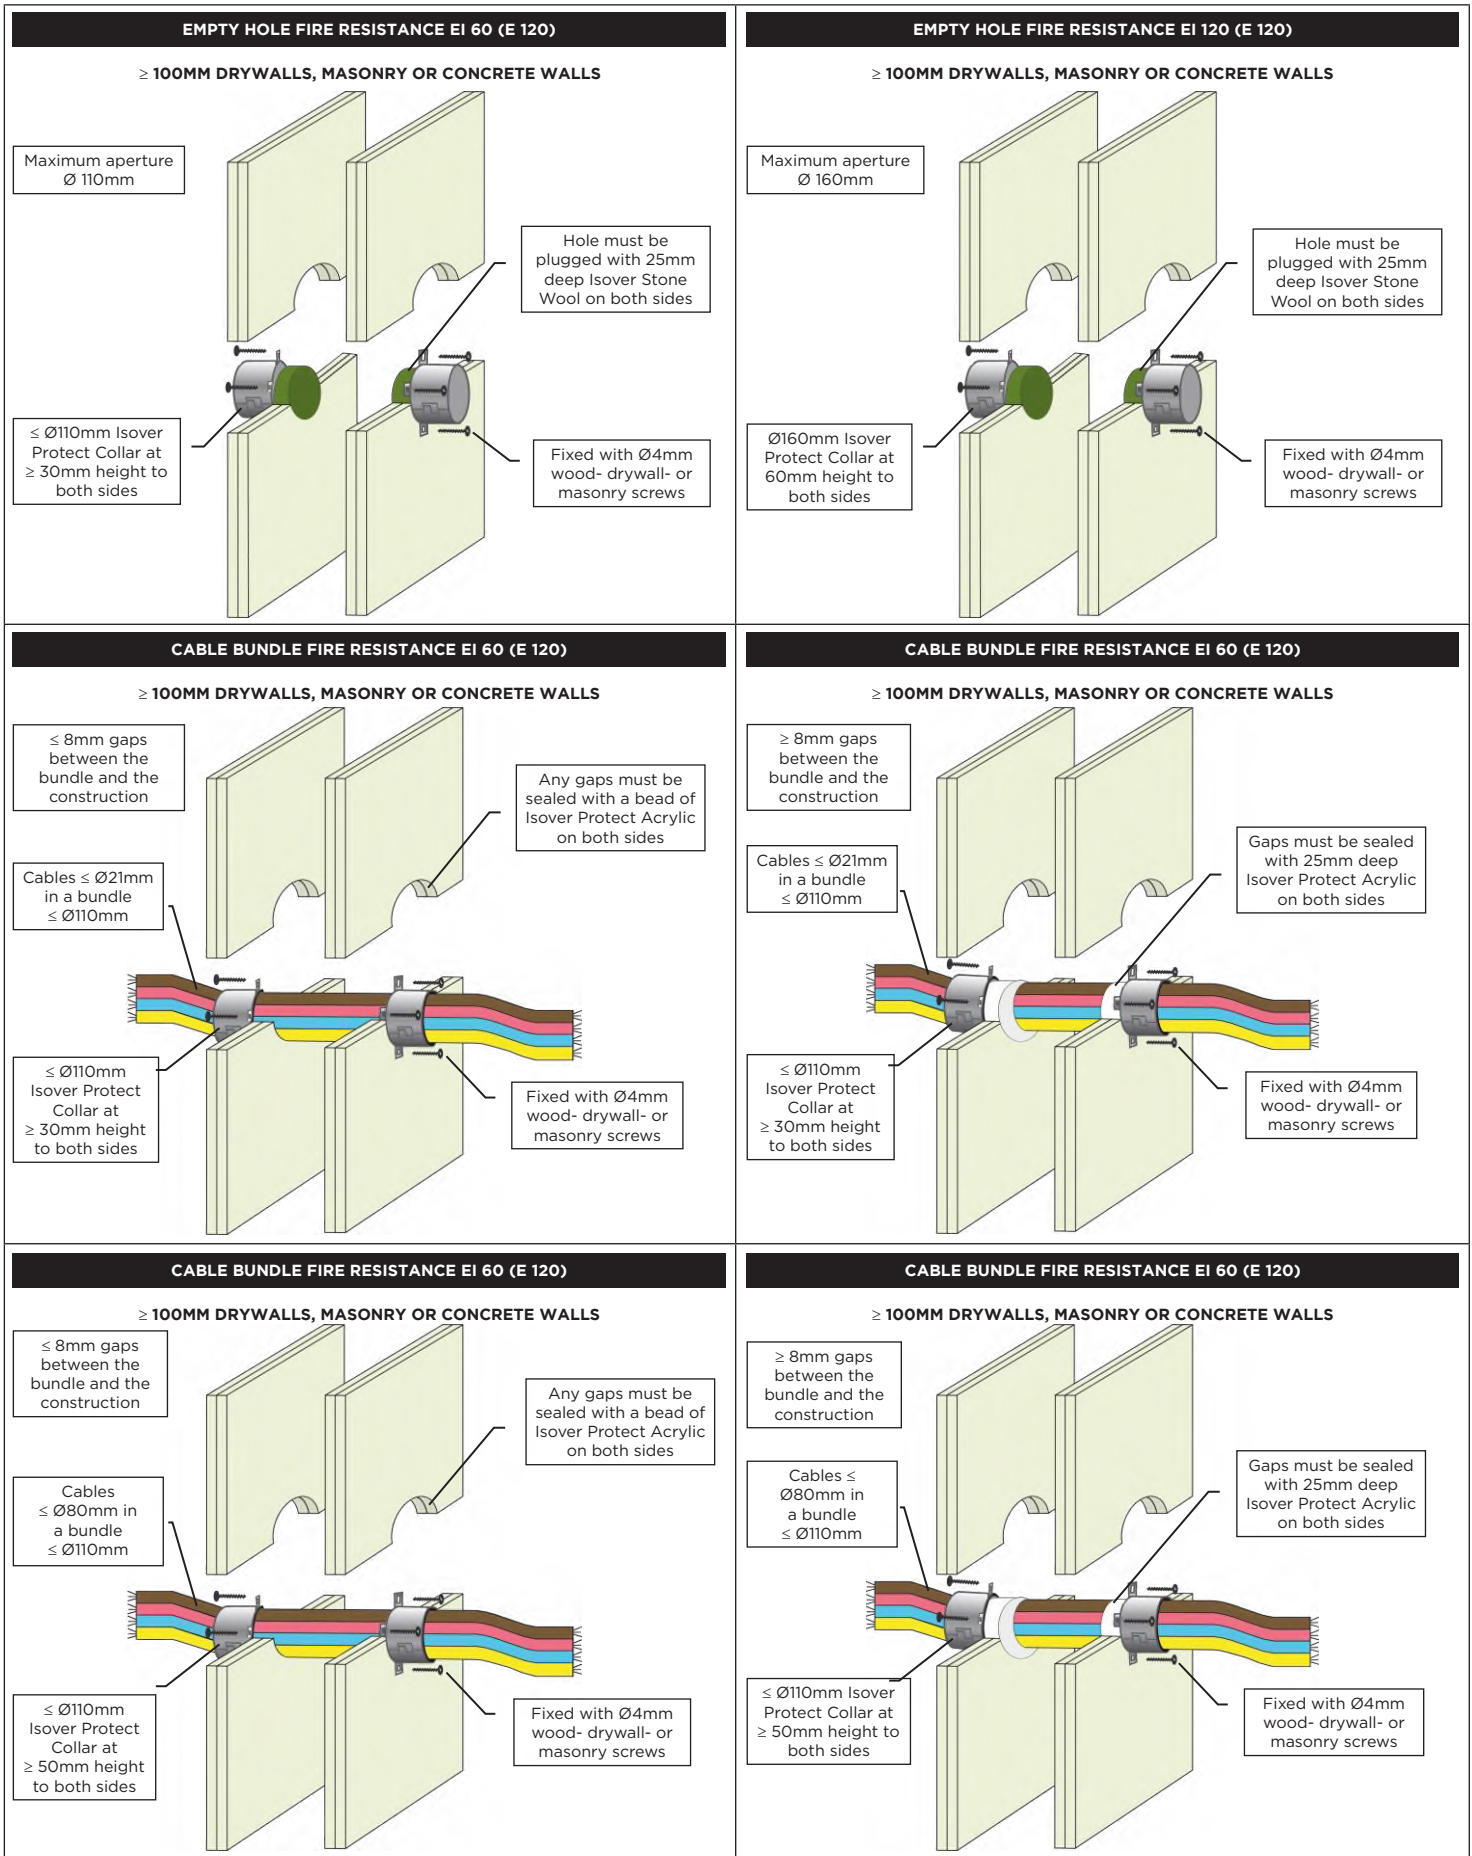 EMPTY HOLE FIRE RESISTANCE EI 60 (E 120)
≥ 100MM DRYWALLS, MASONRY OR CONCRETE WALLS
Maximum aperture
Ø 110mm
Hole must be
plugged with 25mm
deep Isover Stone
Wool on both sides
≤ Ø110mm Isover
Protect Collar at
≥ 30mm height to
both sides
Fixed with Ø4mm
wood- drywall- or
masonry screws
EMPTY HOLE FIRE RESISTANCE EI 120 (E 120)
≥ 100MM DRYWALLS, MASONRY OR CONCRETE WALLS
Maximum aperture
Ø 160mm
Hole must be
plugged with 25mm
deep Isover Stone
Wool on both sides
Ø160mm Isover
Protect Collar at
60mm height to
both sides
Fixed with Ø4mm
wood- drywall- or
masonry screws
CABLE BUNDLE FIRE RESISTANCE EI 60 (E 120)
≥ 100MM DRYWALLS, MASONRY OR CONCRETE WALLS
≤ 8mm gaps
between the
bundle and the
construction
Any gaps must be
sealed with a bead of
Isover Protect Acrylic
on both sides
Cables ≤ Ø21mm
in a bundle
≤ Ø110mm
≤ Ø110mm
Isover Protect
Collar at
≥ 30mm height
to both sides
Fixed with Ø4mm
wood- drywall- or
masonry screws
CABLE BUNDLE FIRE RESISTANCE EI 60 (E 120)
≥ 100MM DRYWALLS, MASONRY OR CONCRETE WALLS
≥ 8mm gaps
between the
bundle and the
construction
Cables ≤ Ø21mm
in a bundle
≤ Ø110mm
Gaps must be sealed
with 25mm deep
Isover Protect Acrylic
on both sides
≤ Ø110mm
Isover Protect
Collar at
≥ 30mm height
to both sides
Fixed with Ø4mm
wood- drywall- or
masonry screws
CABLE BUNDLE FIRE RESISTANCE EI 60 (E 120)
≥ 100MM DRYWALLS, MASONRY OR CONCRETE WALLS
≤ 8mm gaps
between the
bundle and the
construction
Any gaps must be
sealed with a bead of
Isover Protect Acrylic
on both sides
Cables
≤ Ø80mm in
a bundle
≤ Ø110mm
≤ Ø110mm
Isover Protect
Collar at
≥ 50mm height
to both sides
Fixed with Ø4mm
wood- drywall- or
masonry screws
CABLE BUNDLE FIRE RESISTANCE EI 60 (E 120)
≥ 100MM DRYWALLS, MASONRY OR CONCRETE WALLS
≥ 8mm gaps
between the
bundle and the
construction
Cables ≤
Ø80mm in
a bundle
≤ Ø110mm
Gaps must be sealed
with 25mm deep
Isover Protect Acrylic
on both sides
≤ Ø110mm Isover
Protect Collar at
≥ 50mm height to
both sides
Fixed with Ø4mm
wood- drywall- or
masonry screws